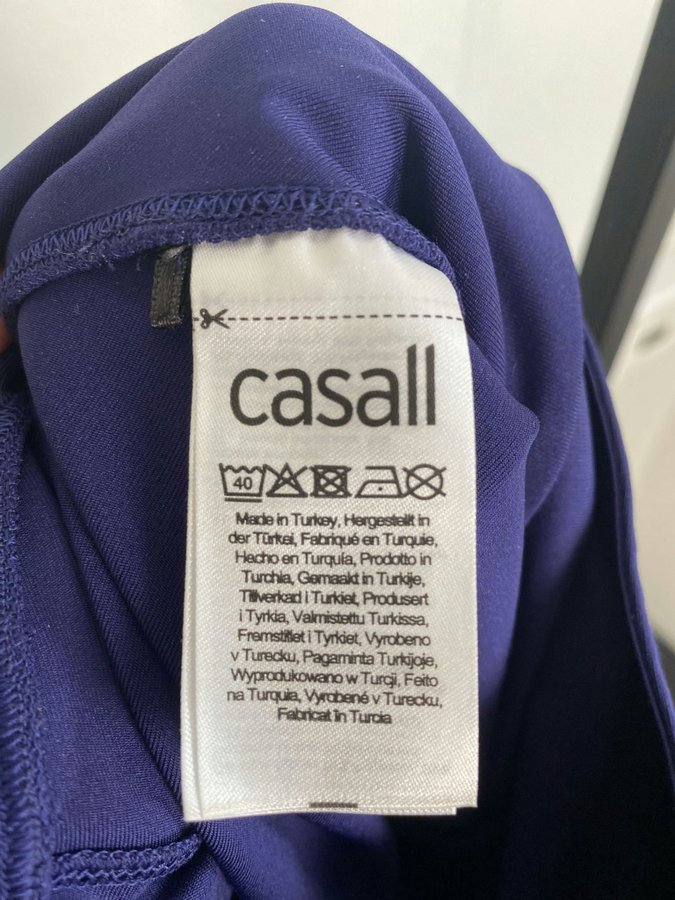 casall
40
Made in Turkey, Hergestellt in
der Türkei, Fabriqué en Turquie,
Hecho en Turquía, Prodotto in
Turchia, Gemaakt in Turkije,
Tillverkad i Turkiet, Produsert
i Tyrkia, Valmistettu Turkissa,
Fremstillet i Tyrkiet, Vyrobeno
v Turecku, Pagaminta Turkijoje,
Wyprodukowano w Turcji, Feito
na Turquia, Vyrobené v Turecku,
Fabricat în Turcia